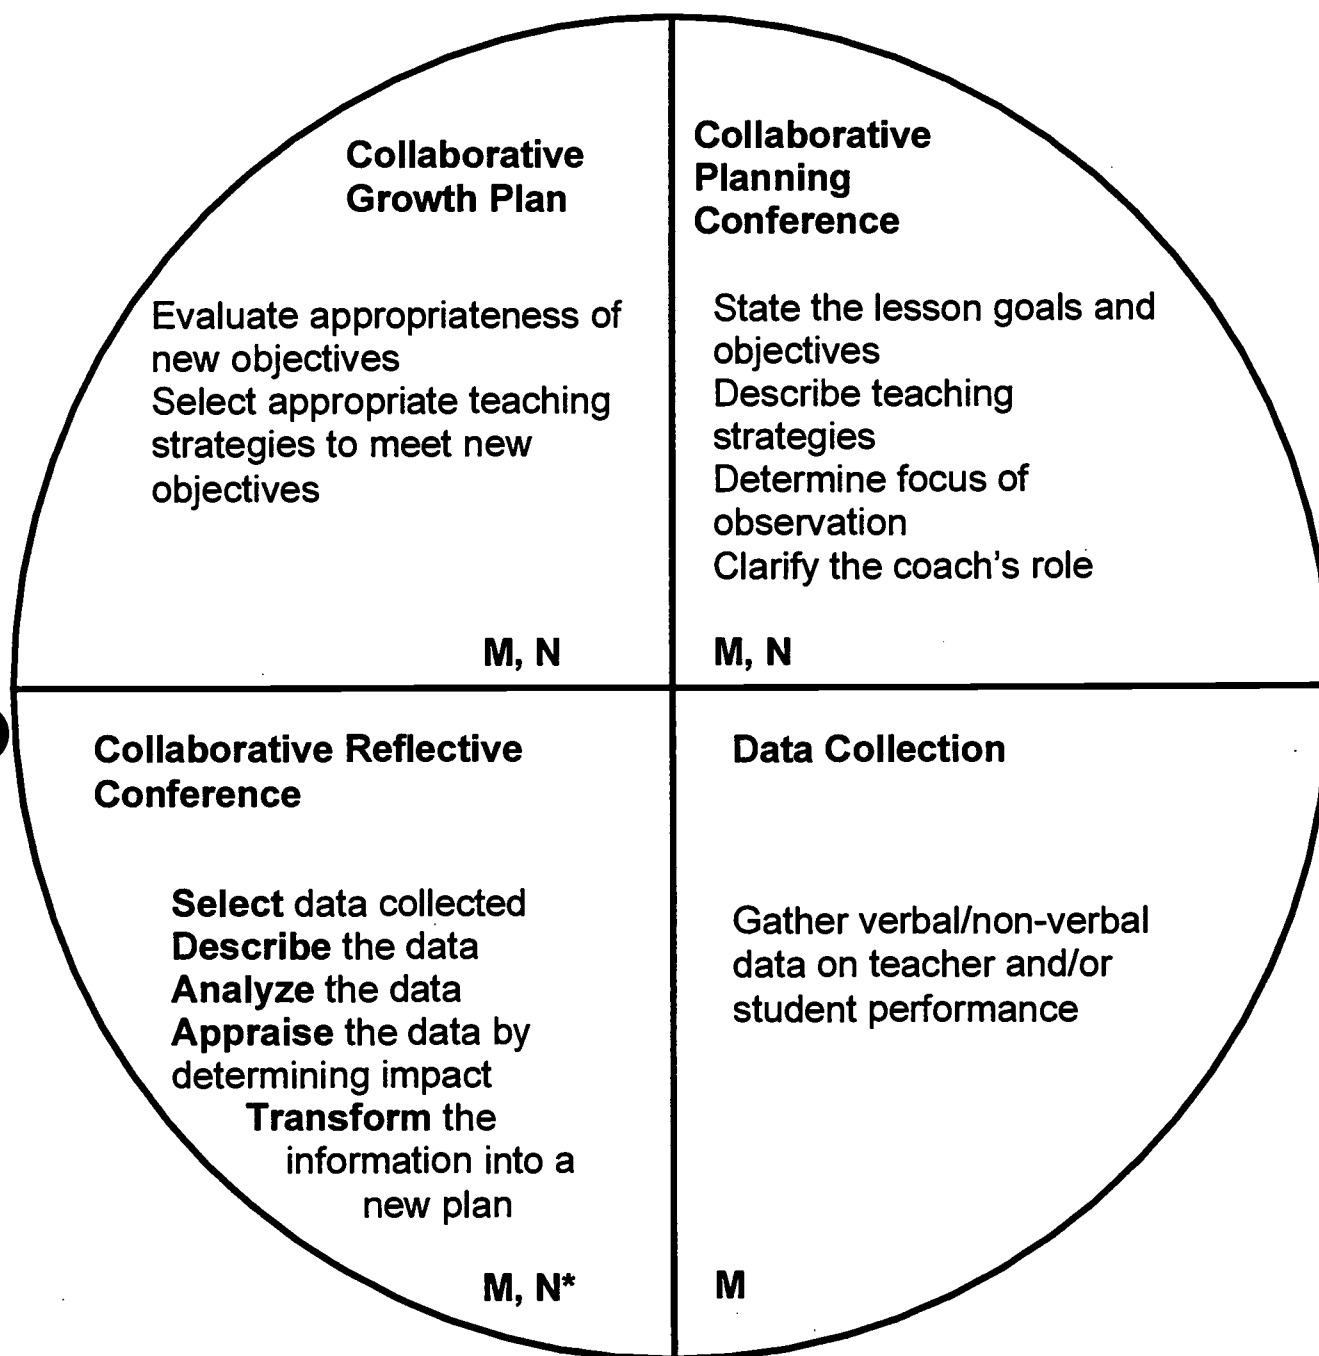 Collaborative
Growth Plan
Evaluate appropriateness of
new objectives
Select appropriate teaching
strategies to meet new
objectives
M, N
Collaborative
Planning
Conference
State the lesson goals and
objectives
Describe teaching
strategies
Determine focus of
observation
Clarify the coach's role
M, N
Collaborative Reflective
Conference
Select data collected
Describe the data
Analyze the data
Appraise the data by
determining impact
Transform the
information into a
new plan
M, N*
Data Collection
Gather verbal/non-verbal
data on teacher and/or
student performance
M